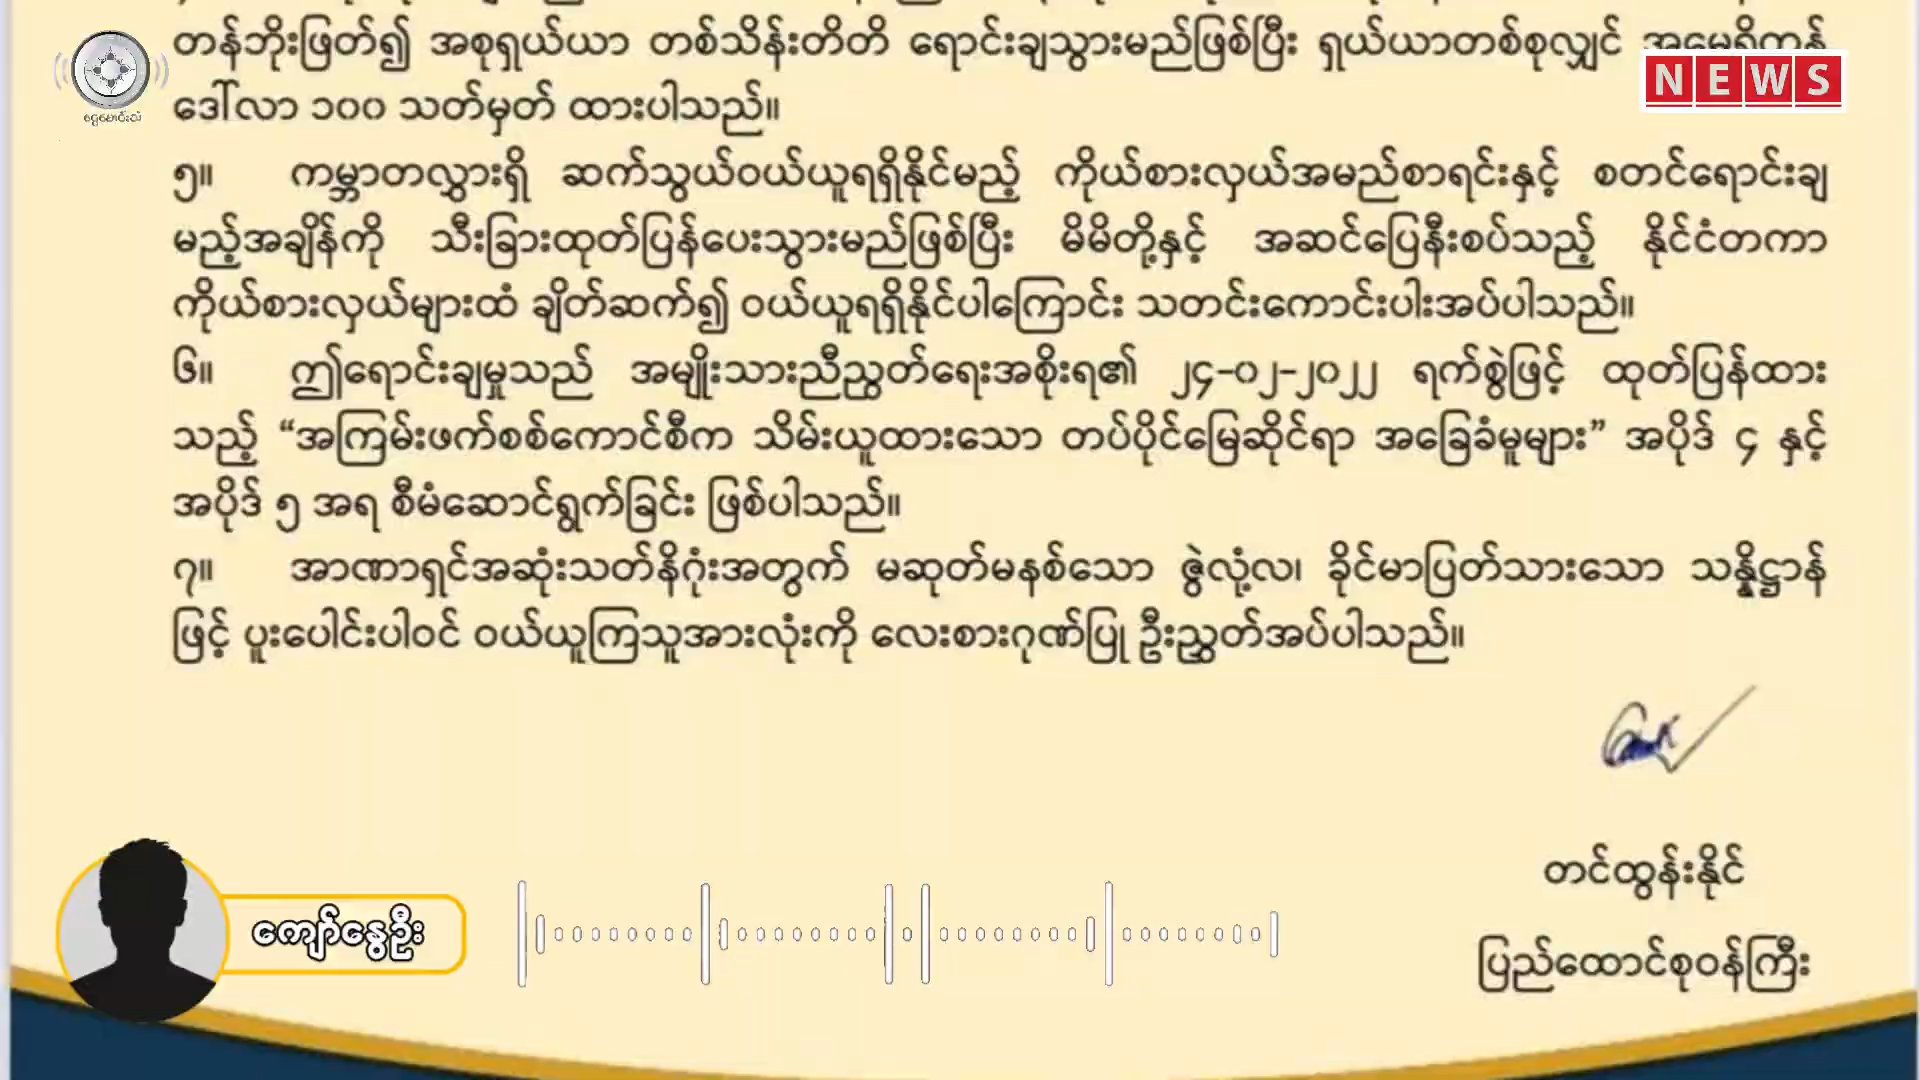 တန်ဘိုးဖြတ်၍ အစုရှယ်ယာ တစ်သိန်းတိတိ ရောင်းချသွားမည်ဖြစ်ပြီး ရှယ်ယာတစ်စုလျှင် အမေရိကန်
ဒေါ်လာ ၁၀၀ သတ်မှတ် ထားပါသည်။
NEWS
ဌွေမောင်းသံ
၅။ ကမ္ဘာတလွှားရှိ ဆက်သွယ်ဝယ်ယူရရှိနိုင်မည့် ကိုယ်စားလှယ်အမည်စာရင်းနှင့် စတင်ရောင်းချ
မည့်အချိန်ကို သီးခြားထုတ်ပြန်ပေးသွားမည်ဖြစ်ပြီး မိမိတို့နှင့် အဆင်ပြေနီးစပ်သည့် နိုင်ငံတကာ
ကိုယ်စားလှယ်များထံ ချိတ်ဆက်၍ ဝယ်ယူရရှိနိုင်ပါကြောင်း သတင်းကောင်းပါးအပ်ပါသည်။
၆။ ဤရောင်းချမှုသည် အမျိုးသားညီညွတ်ရေးအစိုးရ၏ ၂၄-၀၂-၂၀၂၂ ရက်စွဲဖြင့် ထုတ်ပြန်ထား
သည့် “အကြမ်းဖက်စစ်ကောင်စီက သိမ်းယူထားသော တပ်ပိုင်မြေဆိုင်ရာ အခြေခံမူများ” အပိုဒ် ၄ နှင့်
အပိုဒ် ၅ အရ စီမံဆောင်ရွက်ခြင်း ဖြစ်ပါသည်။
၇။ အာဏာရှင်အဆုံးသတ်နိဂုံးအတွက် မဆုတ်မနစ်သော ဇွဲလုံ့လ၊ ခိုင်မာပြတ်သားသော သန္နိဋ္ဌာန်
ဖြင့် ပူးပေါင်းပါဝင် ဝယ်ယူကြသူအားလုံးကို လေးစားဂုဏ်ပြု ဦးညွှတ်အပ်ပါသည်။
တင်ထွန်းနိုင်
ပြည်ထောင်စုဝန်ကြီး
ကျော်နွေဦး